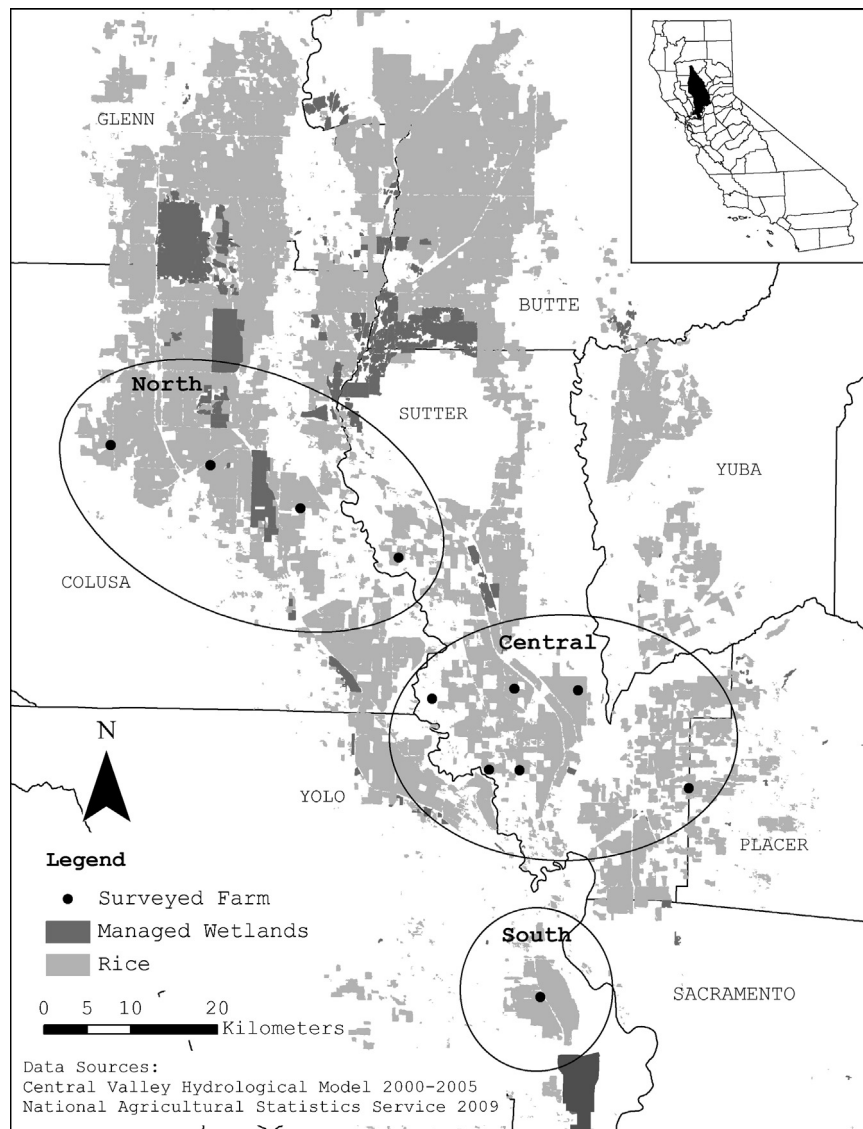 GLENN
BUTTE
North
SUTTER
YUBA
COLUSA
Central
N
YOLO
PLACER
Legend
Surveyed Farm
Managed Wetlands
Rice
South
SACRAMENTO
0 5 10 20
Kilometers
Data Sources:
Central Valley Hydrological Model 2000-2005
National Agricultural Statistics Service 2009